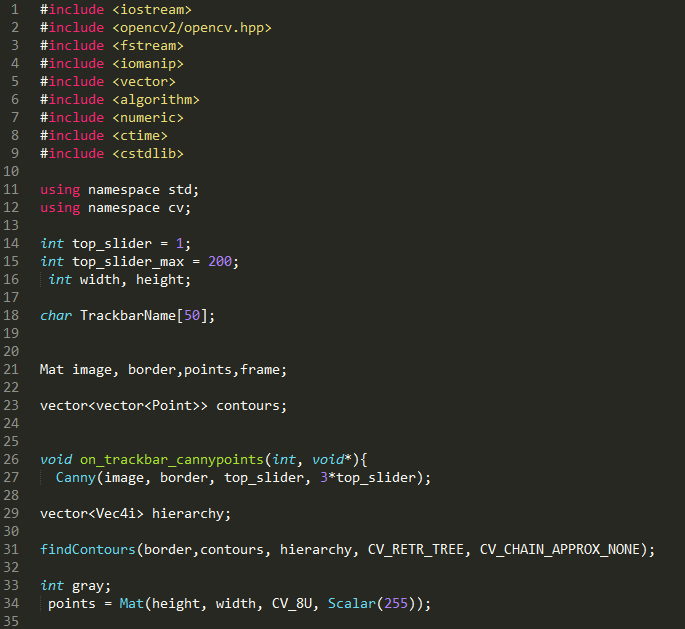 1 #include <iostream>
2 #include <opencv2/opencv.hpp>
3 #include <fstream>
4 #include <iomanip>
5 #include <vector>
6 #include <algorithm>
7 #include <numeric>
8 #include <ctime>
9 #include <cstdlib>
10
11 using namespace std;
12 using namespace cv;
13
14 int top_slider = 1;
15 int top_slider_max = 200;
16  int width, height;
17
18 char TrackbarName[50];
19
20
21 Mat image, border,points,frame;
22
23 vector<vector<Point>> contours;
24
25
26 void on_trackbar_cannypoints(int, void*){
27   Canny(image, border, top_slider, 3*top_slider);
28
29 vector<Vec4i> hierarchy;
30
31 findContours(border,contours, hierarchy, CV_RETR_TREE, CV_CHAIN_APPROX_NONE);
32
33 int gray;
34  points = Mat(height, width, CV_8U, Scalar(255));
35